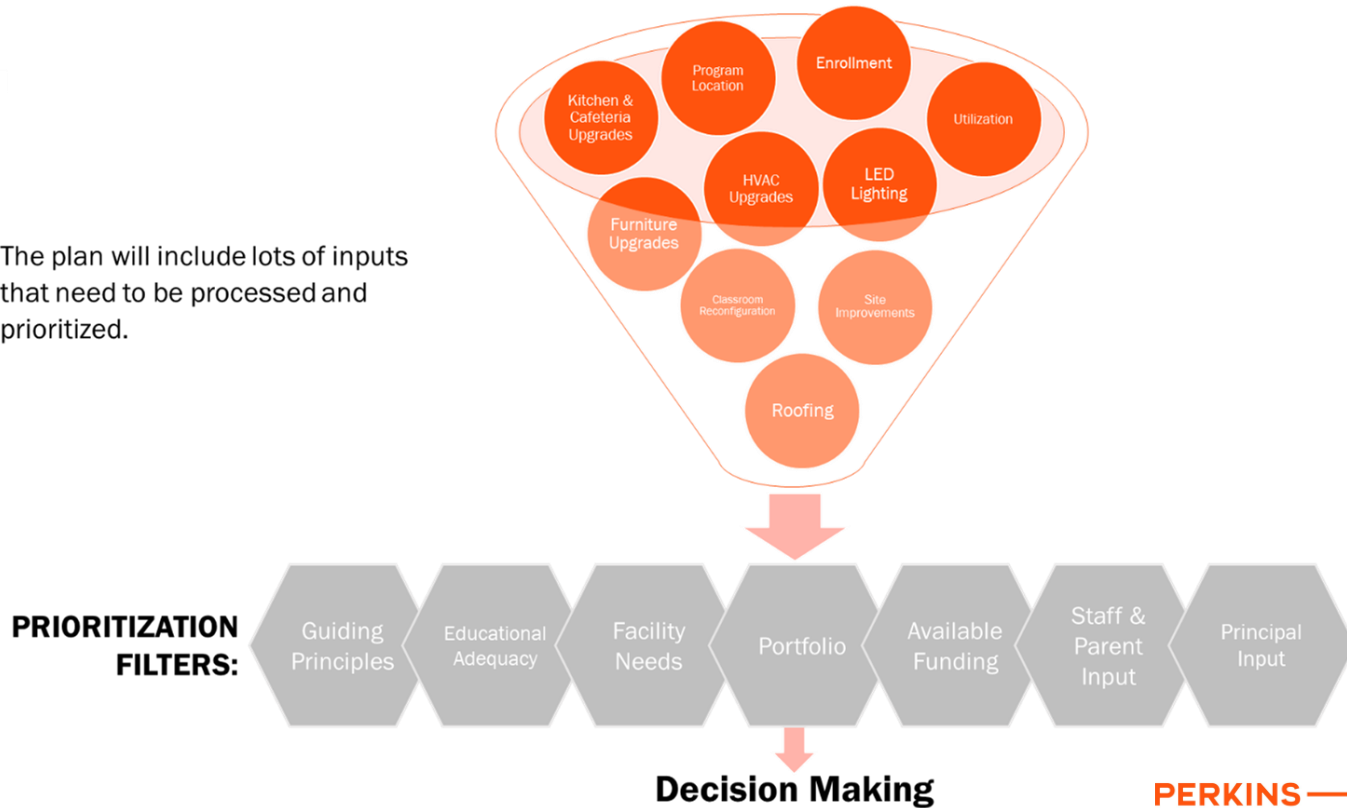 Enrollment
Program
Location
Kitchen &
Cafeteria
Upgrades
Utilization
HVAC
Upgrades
LED
Lighting
Furniture
Upgrades
The plan will include lots of inputs
that need to be processed and
prioritized.
Classroom
Reconfiguration
Site
Improvements
Roofing
PRIORITIZATION
FILTERS:
Guiding
Principles
Educational
Adequacy
Facility
Needs
Portfolio
Available
Funding
Staff &
Parent
Input
Principal
Input
Decision Making
PERKINS —